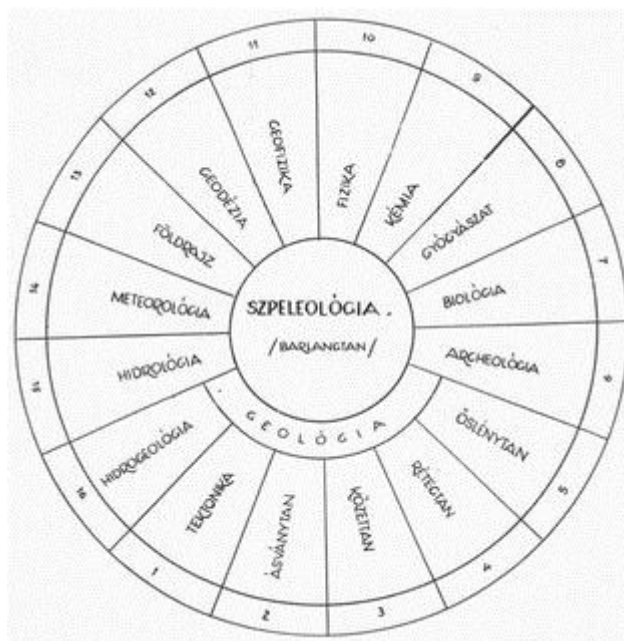 SZPELEOLÓGIA.
/BARLANGTAN/
GEOLÓGIA
1
TEKTONIKA
2
ÁSVÁNYTAN
3
KŐZETTAN
4
RÉTEGTAN
5
ŐSLÉNYTAN
6
ARCHEOLÓGIA
7
BIOLÓGIA
8
GYÓGYÁSZAT
9
KÉMIA
10
FIZIKA
11
GEOFIZIKA
12
GEODÉZIA
13
FÖLDRAJZ
14
METEOROLÓGIA
15
HIDROLÓGIA
16
HIDROGEOLÓGIA